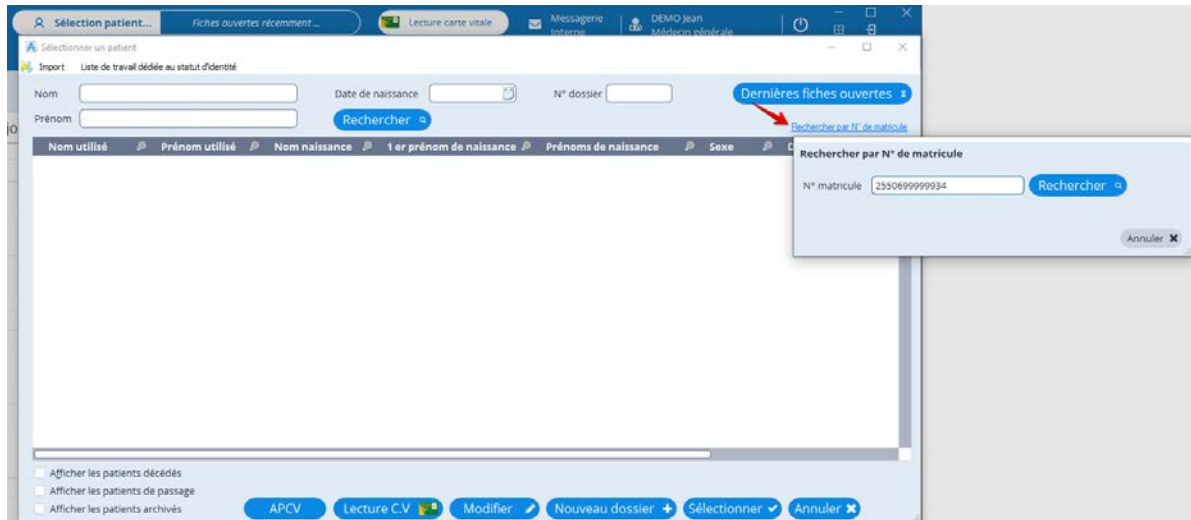 Sélection patient...
Fiches ouvertes récemment ...
Lecture carte vitale
Messagerie Interne
DEMO Jean
Médecin générale
Sélectionner un patient
Import Liste de travail dédiée au statut d'identité
Nom
Date de naissance
N° dossier
Dernières fiches ouvertes
Prénom
Rechercher
Rechercher par N° de matricule
jo
Nom utilisé Prénom utilisé Nom naissance 1 er prénom de naissance Prénoms de naissance Sexe
Rechercher par N° de matricule
N° matricule 2550699999934 Rechercher
Annuler
Afficher les patients décédés
Afficher les patients de passage
Afficher les patients archivés
APCV Lecture C.V Modifier Nouveau dossier Sélectionner Annuler